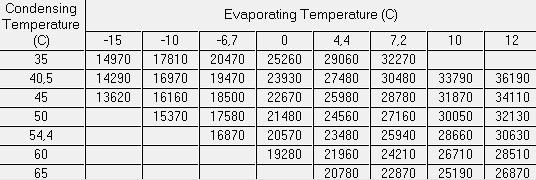 Condensing Temperature (C) Evaporating Temperature (C)
-15 -10 -6,7 0 4,4 7,2 10 12
35 14970 17810 20470 25260 29060 32270
40,5 14290 16970 19470 23930 27480 30480 33790 36190
45 13620 16160 18500 22670 25980 28780 31870 34110
50 15370 17580 21480 24560 27160 30050 32130
54,4 16870 20570 23480 25940 28660 30630
60 19280 21960 24210 26710 28510
65 20780 22870 25190 26870